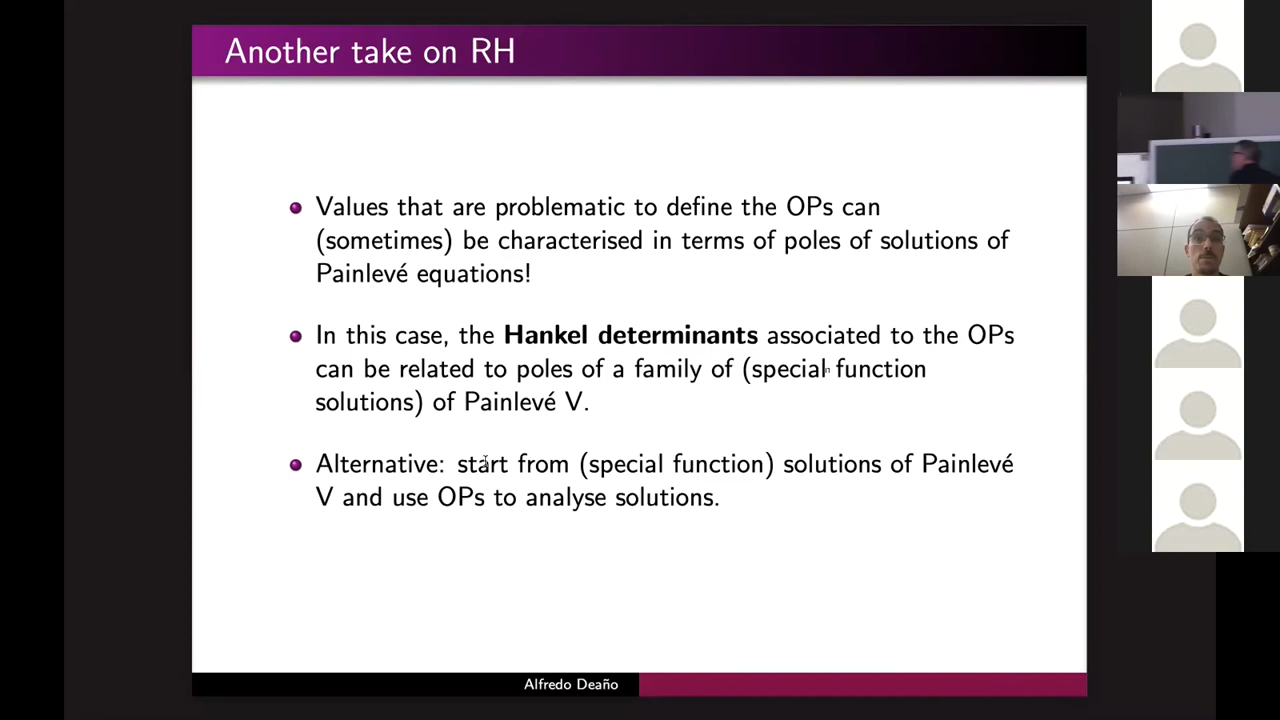 Another take on RH
Values that are problematic to define the OPs can
(sometimes) be characterised in terms of poles of solutions of
Painlevé equations!
In this case, the Hankel determinants associated to the OPs
can be related to poles of a family of (special function
solutions) of Painlevé V.
Alternative: start from (special function) solutions of Painlevé
V and use OPs to analyse solutions.
Alfredo Deaño